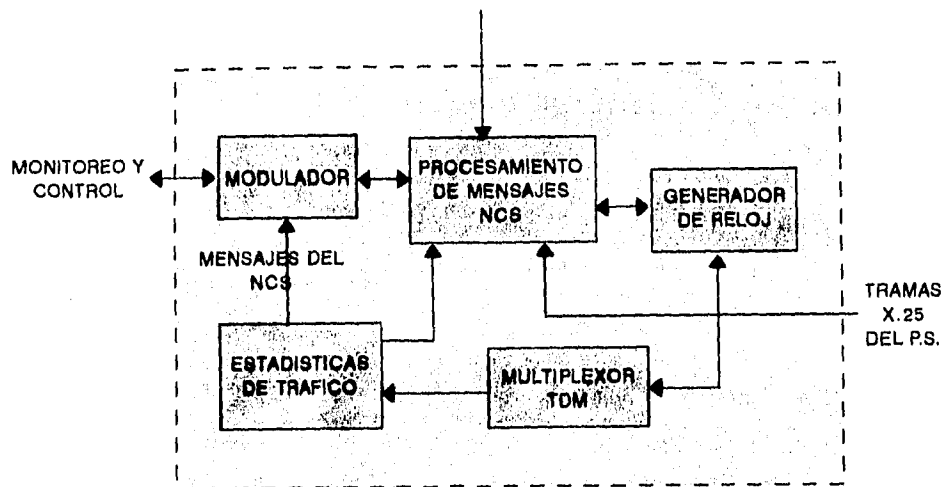 MONITOREO Y
CONTROL
MODULADOR
PROCESAMIENTO
DE MENSAJES
NCS
GENERADOR
DE RELOJ
MENSAJES DEL
NCS
TRAMAS
X.25
DEL P.S.
ESTADISTICAS
DE TRAFICO
MULTIPLEXOR
TDM